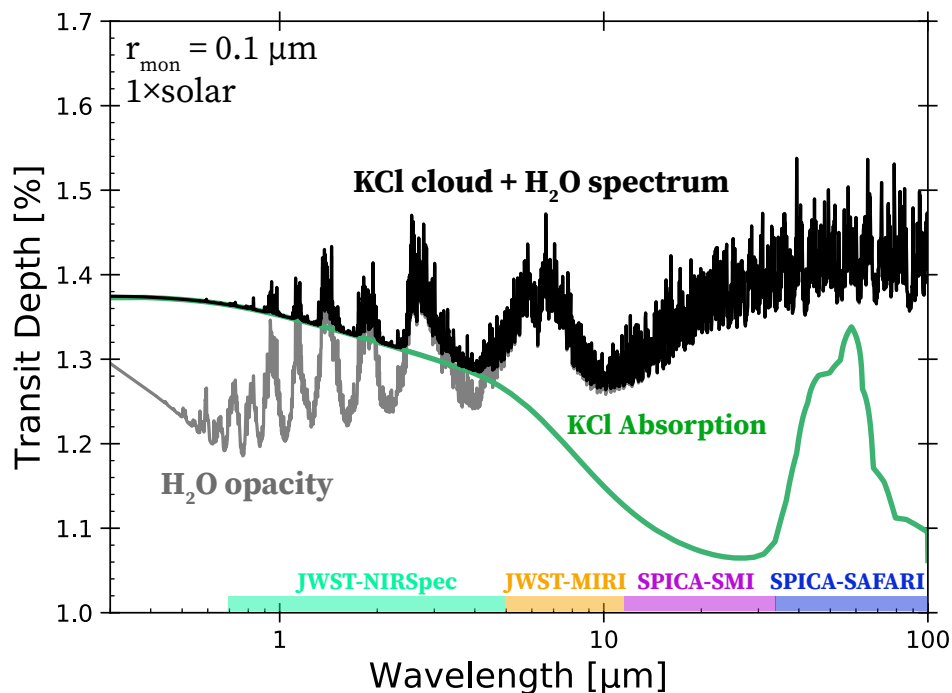 1.7
1.6
1.5
1.4
1.3
1.2
1.1
1.0
Transit Depth [%]
r_mon = 0.1 μm
1×solar
KCl cloud + H₂O spectrum
KCl Absorption
H₂O opacity
JWST-NIRSpec JWST-MIRI SPICA-SMI SPICA-SAFARI
1 10 100
Wavelength [μm]